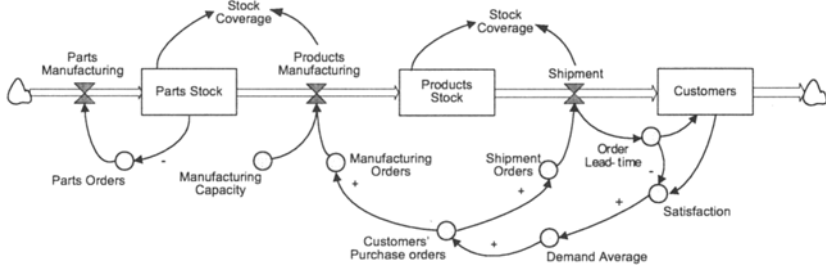 Stock
Coverage
Stock
Coverage
Parts
Manufacturing
Products
Manufacturing
Shipment
Parts Stock
Products
Stock
Customers
Order
Lead-time
-
-
Parts Orders
Manufacturing
Capacity
Manufacturing
Orders
Shipment
Orders
+
+
+
Satisfaction
Customers'
Purchase orders
+
Demand Average